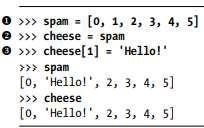 ❶ >>> spam = [0, 1, 2, 3, 4, 5]
❷ >>> cheese = spam
❸ >>> cheese[1] = 'Hello!'
>>> spam
[0, 'Hello!', 2, 3, 4, 5]
>>> cheese
[0, 'Hello!', 2, 3, 4, 5]